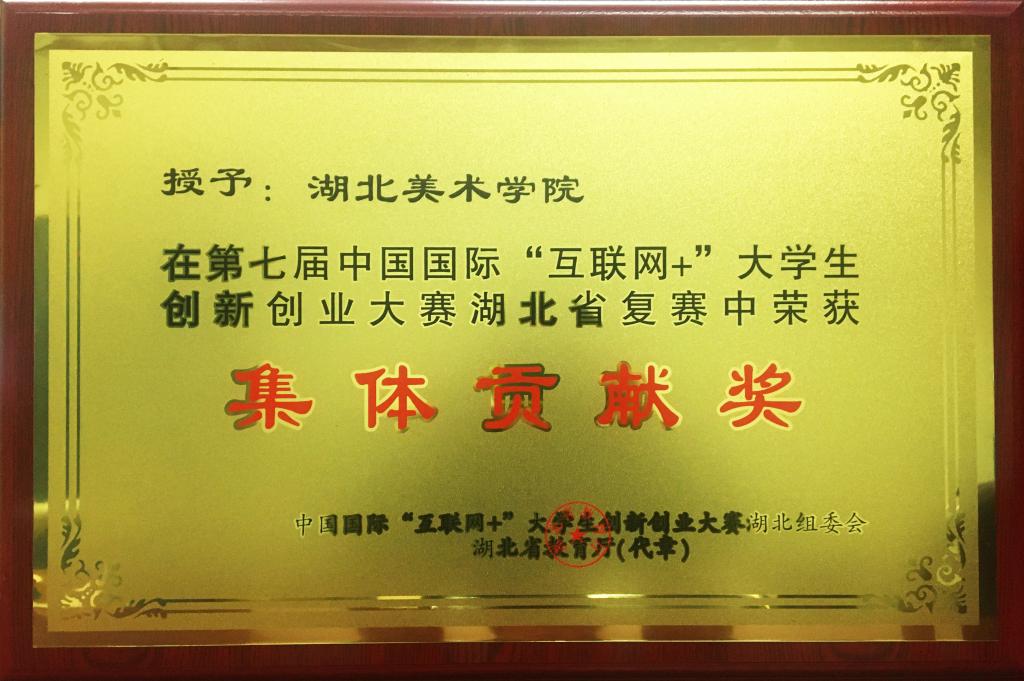 授予：湖北美术学院
在第七届中国国际“互联网+”大学生
创新创业大赛湖北省复赛中荣获
集体贡献奖
中国国际“互联网+”大学生创新创业大赛湖北组委会
湖北省教育厅(代章)